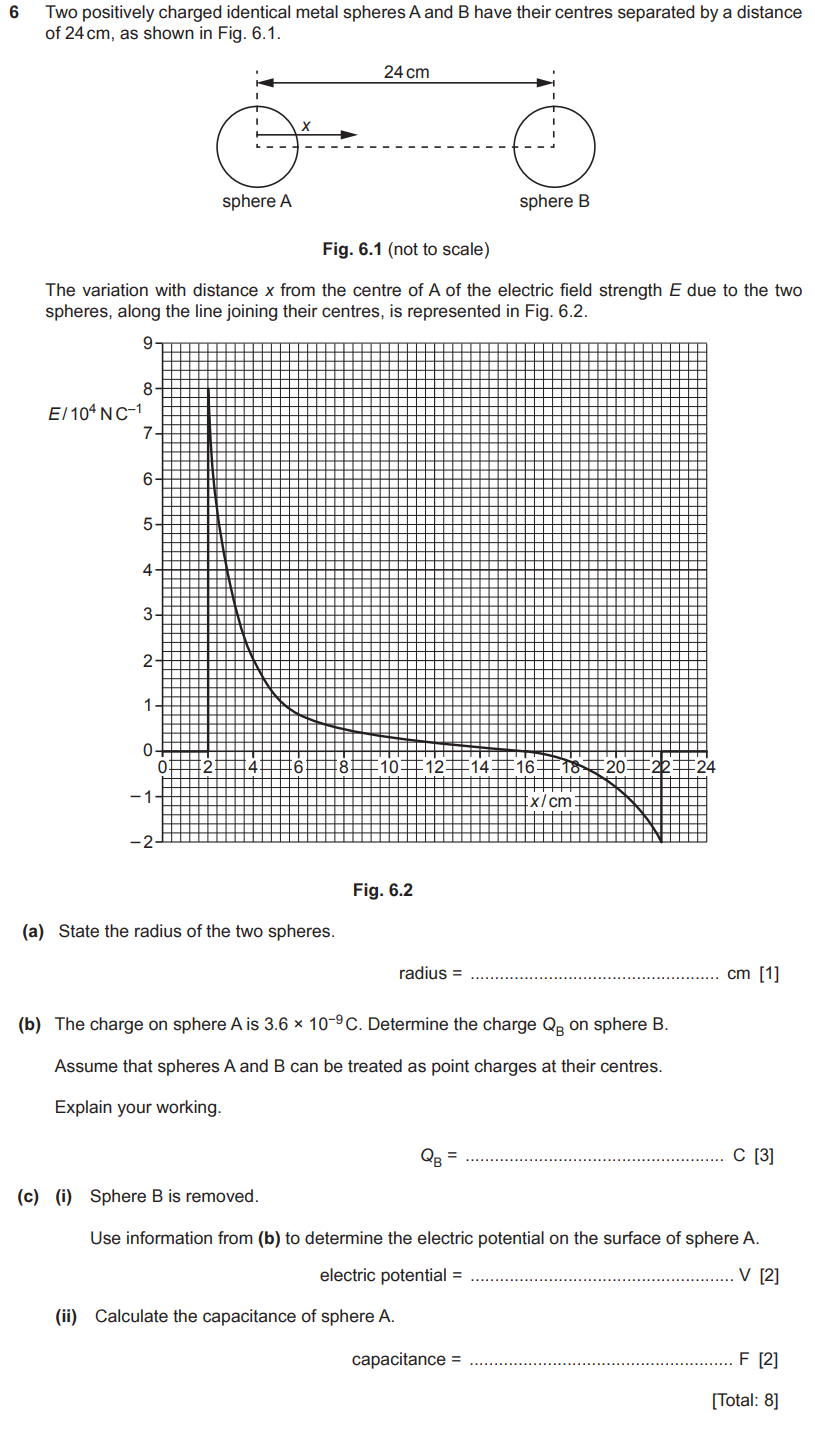 6 Two positively charged identical metal spheres A and B have their centres separated by a distance
of 24 cm, as shown in Fig. 6.1.
24 cm
x
sphere A
sphere B
Fig. 6.1 (not to scale)
The variation with distance x from the centre of A of the electric field strength E due to the two
spheres, along the line joining their centres, is represented in Fig. 6.2.
9
8
E / 10⁴ N C⁻¹
7
6
5
4
3
2
1
0
0 2 4 6 8 10 12 14 16 18 20 22 24
–1
x / cm
–2
Fig. 6.2
(a) State the radius of the two spheres.
radius = .................................................. cm [1]
(b) The charge on sphere A is 3.6 × 10⁻⁹ C. Determine the charge Q_B on sphere B.
Assume that spheres A and B can be treated as point charges at their centres.
Explain your working.
Q_B = .................................................... C [3]
(c) (i) Sphere B is removed.
Use information from (b) to determine the electric potential on the surface of sphere A.
electric potential = ..................................................... V [2]
(ii) Calculate the capacitance of sphere A.
capacitance = ..................................................... F [2]
[Total: 8]